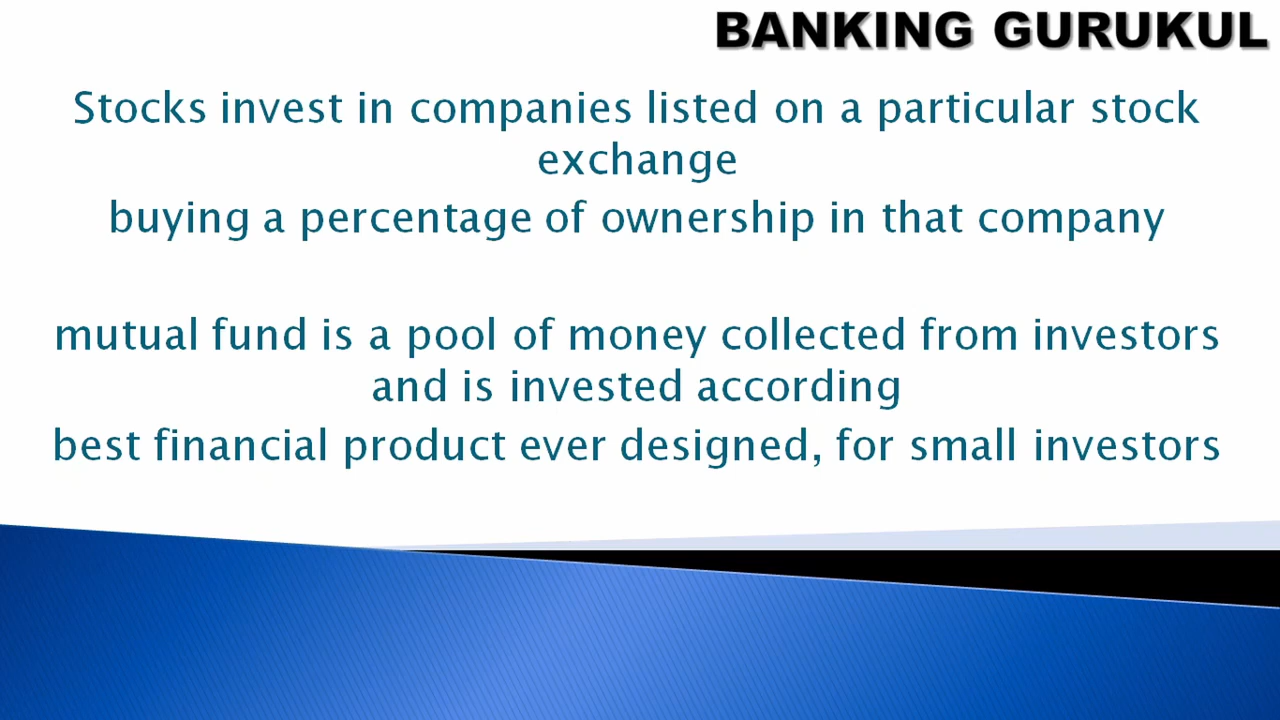 BANKING GURUKUL
Stocks invest in companies listed on a particular stock
exchange
buying a percentage of ownership in that company
mutual fund is a pool of money collected from investors
and is invested according
best financial product ever designed, for small investors